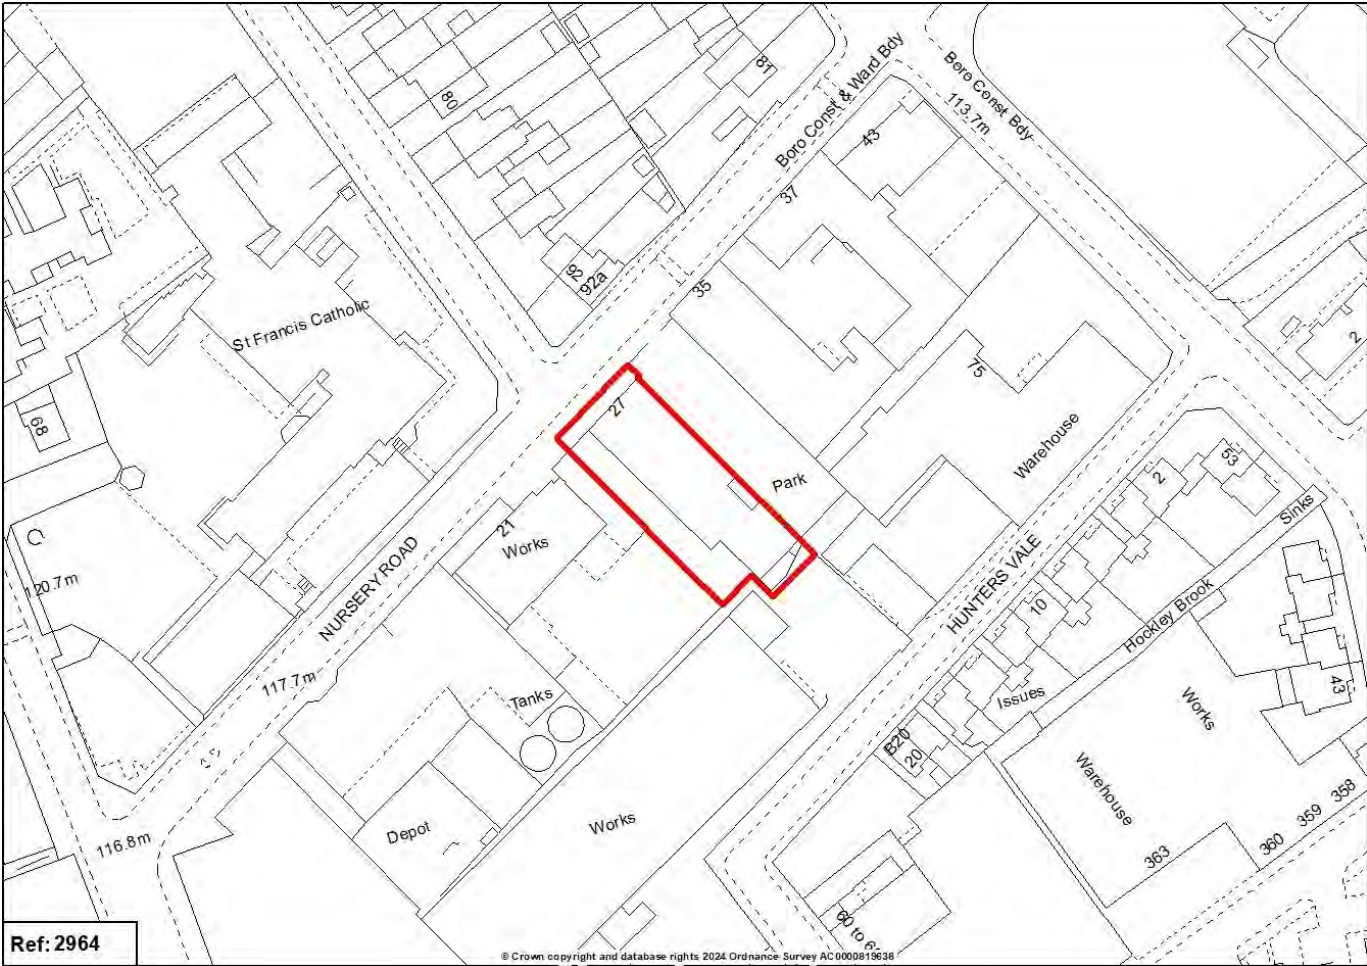 Boro Const & Ward Bdy
Boro Const Bdy
113.7m
81
80
43
37
92
92a
35
St Francis Catholic
2
75
68
27
Warehouse
Park
53
2
21
Works
Sinks
NURSERY ROAD
HUNTERS VALE
120.7m
10
Hockley Brook
117.7m
Tanks
Issues
43
Works
B20
20
Warehouse
358
359
360
363
Depot
Works
116.8m
60 to
Ref: 2964
© Crown copyright and database rights 2024 Ordnance Survey AC0000819636